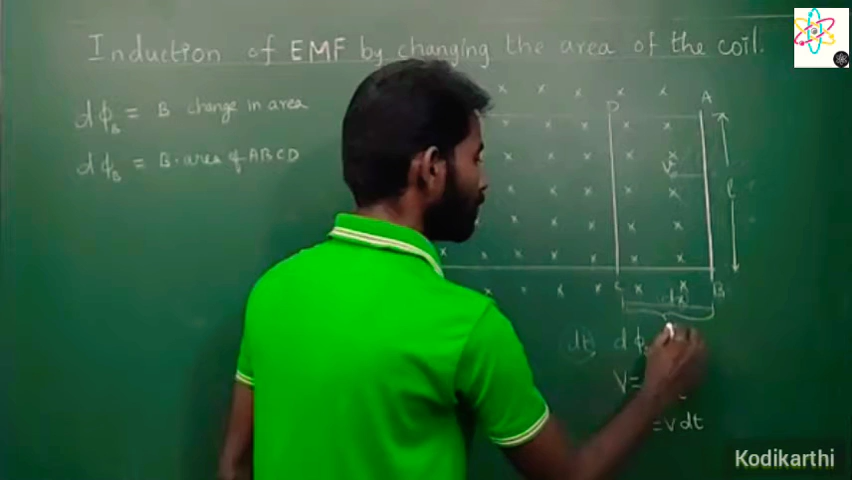 Induction of EMF by changing the area of the coil.
dϕ_B = B change in area
dϕ_B = B·area of ABCD
D A
v
l
C B
dt dϕ
V=
=vdt
Kodikarthi